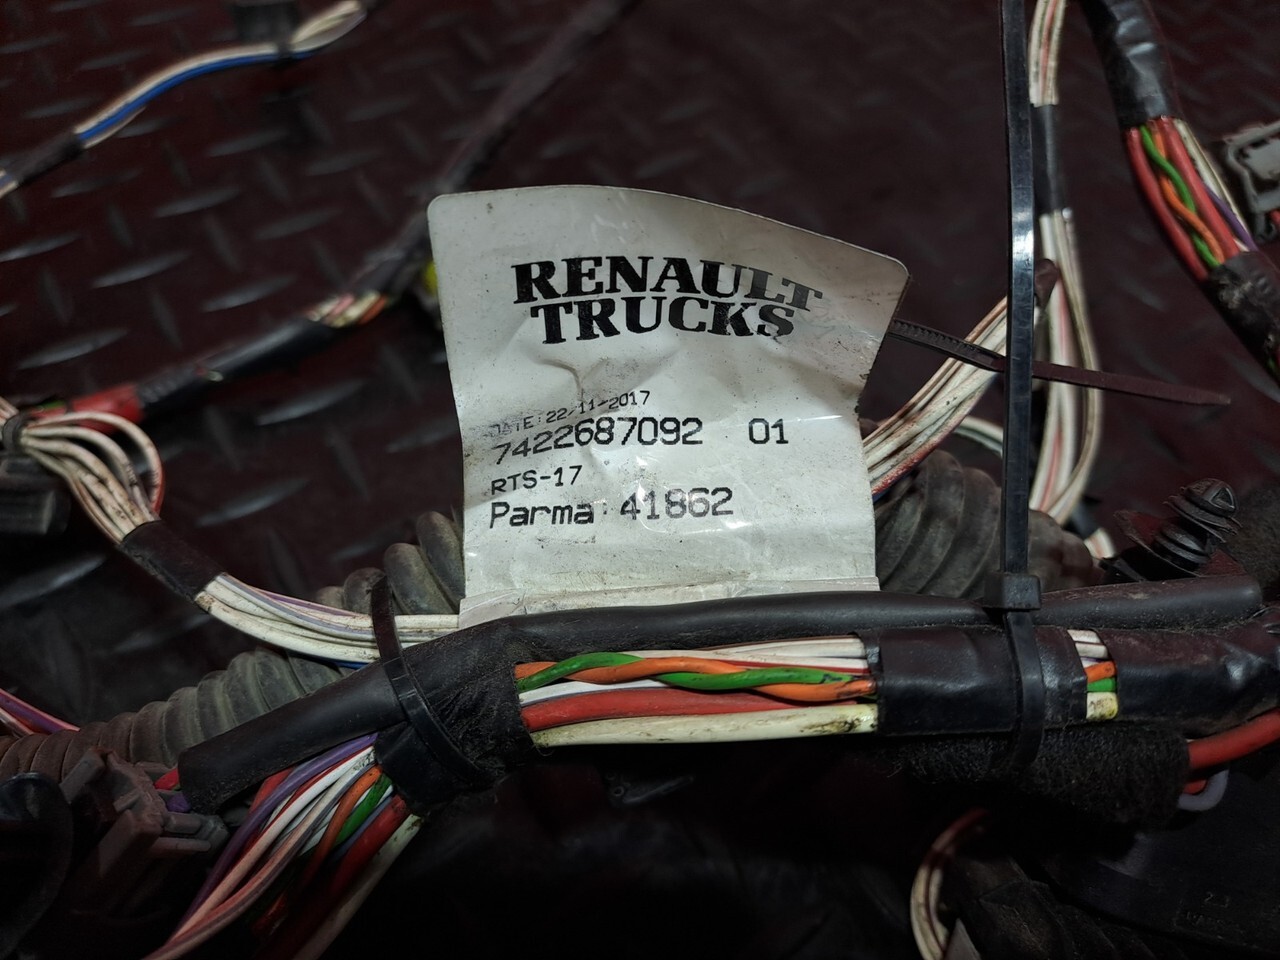 RENAULT
TRUCKS
DATE: 22-11-2017
7422687092 01
RTS-17
Parma: 41862